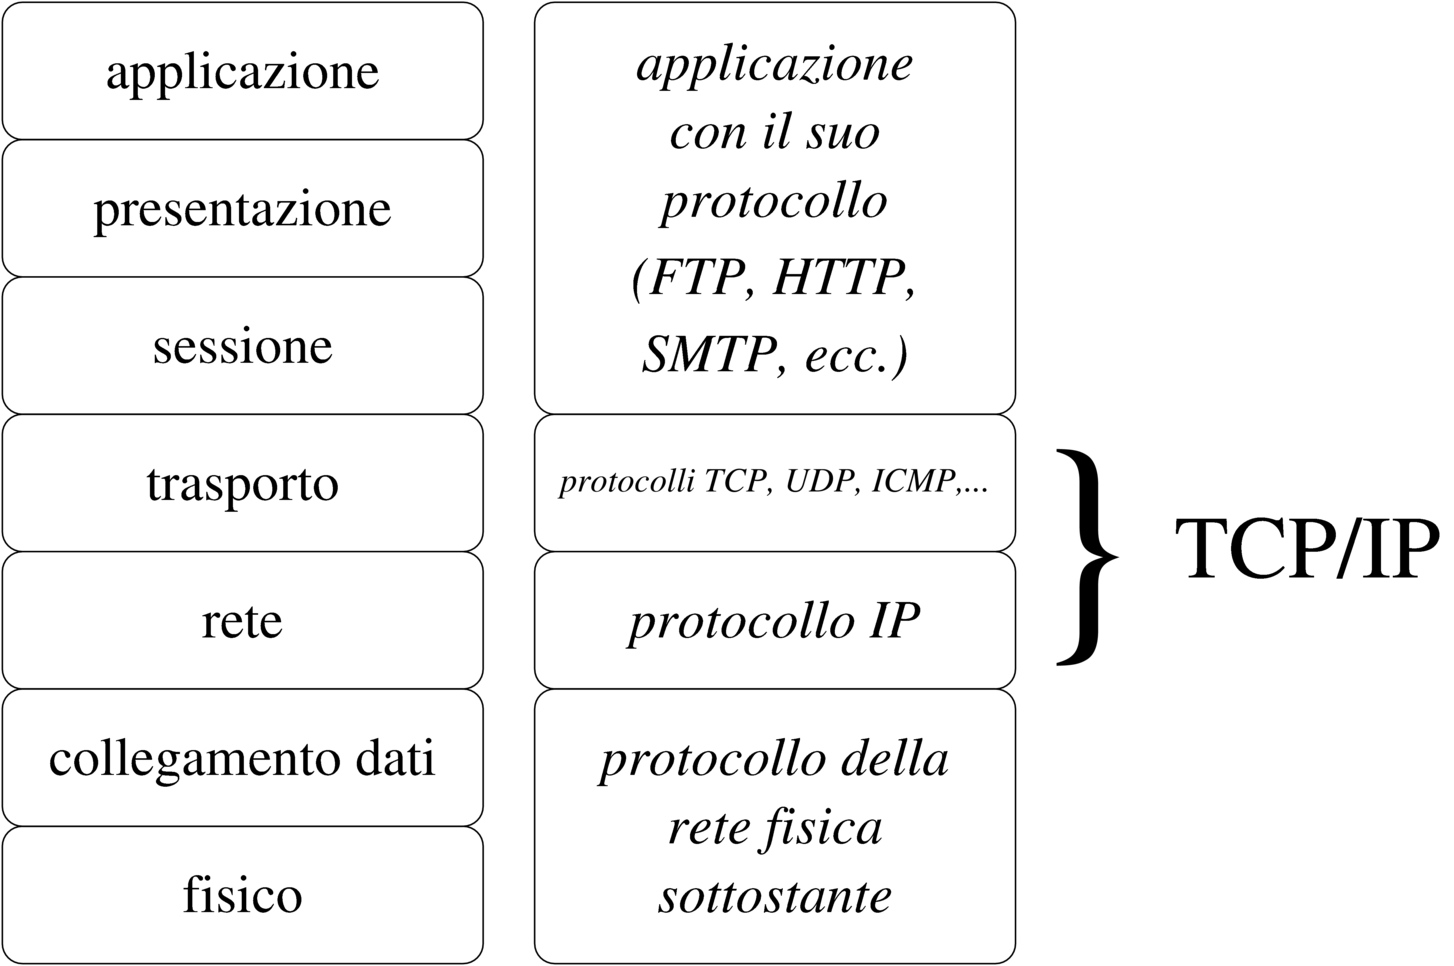 applicazione
presentazione
sessione
trasporto
rete
collegamento dati
fisico
applicazione
con il suo
protocollo
(FTP, HTTP,
SMTP, ecc.)
protocolli TCP, UDP, ICMP,...
protocollo IP
protocollo della
rete fisica
sottostante
TCP/IP